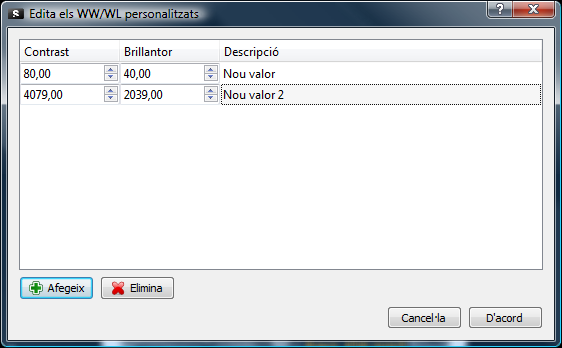 S Edita els WW/WL personalitzats ?
Contrast Brillantor Descripció
80,00 40,00 Nou valor
4079,00 2039,00 Nou valor 2
Afegeix Elimina
Cancel·la D'acord